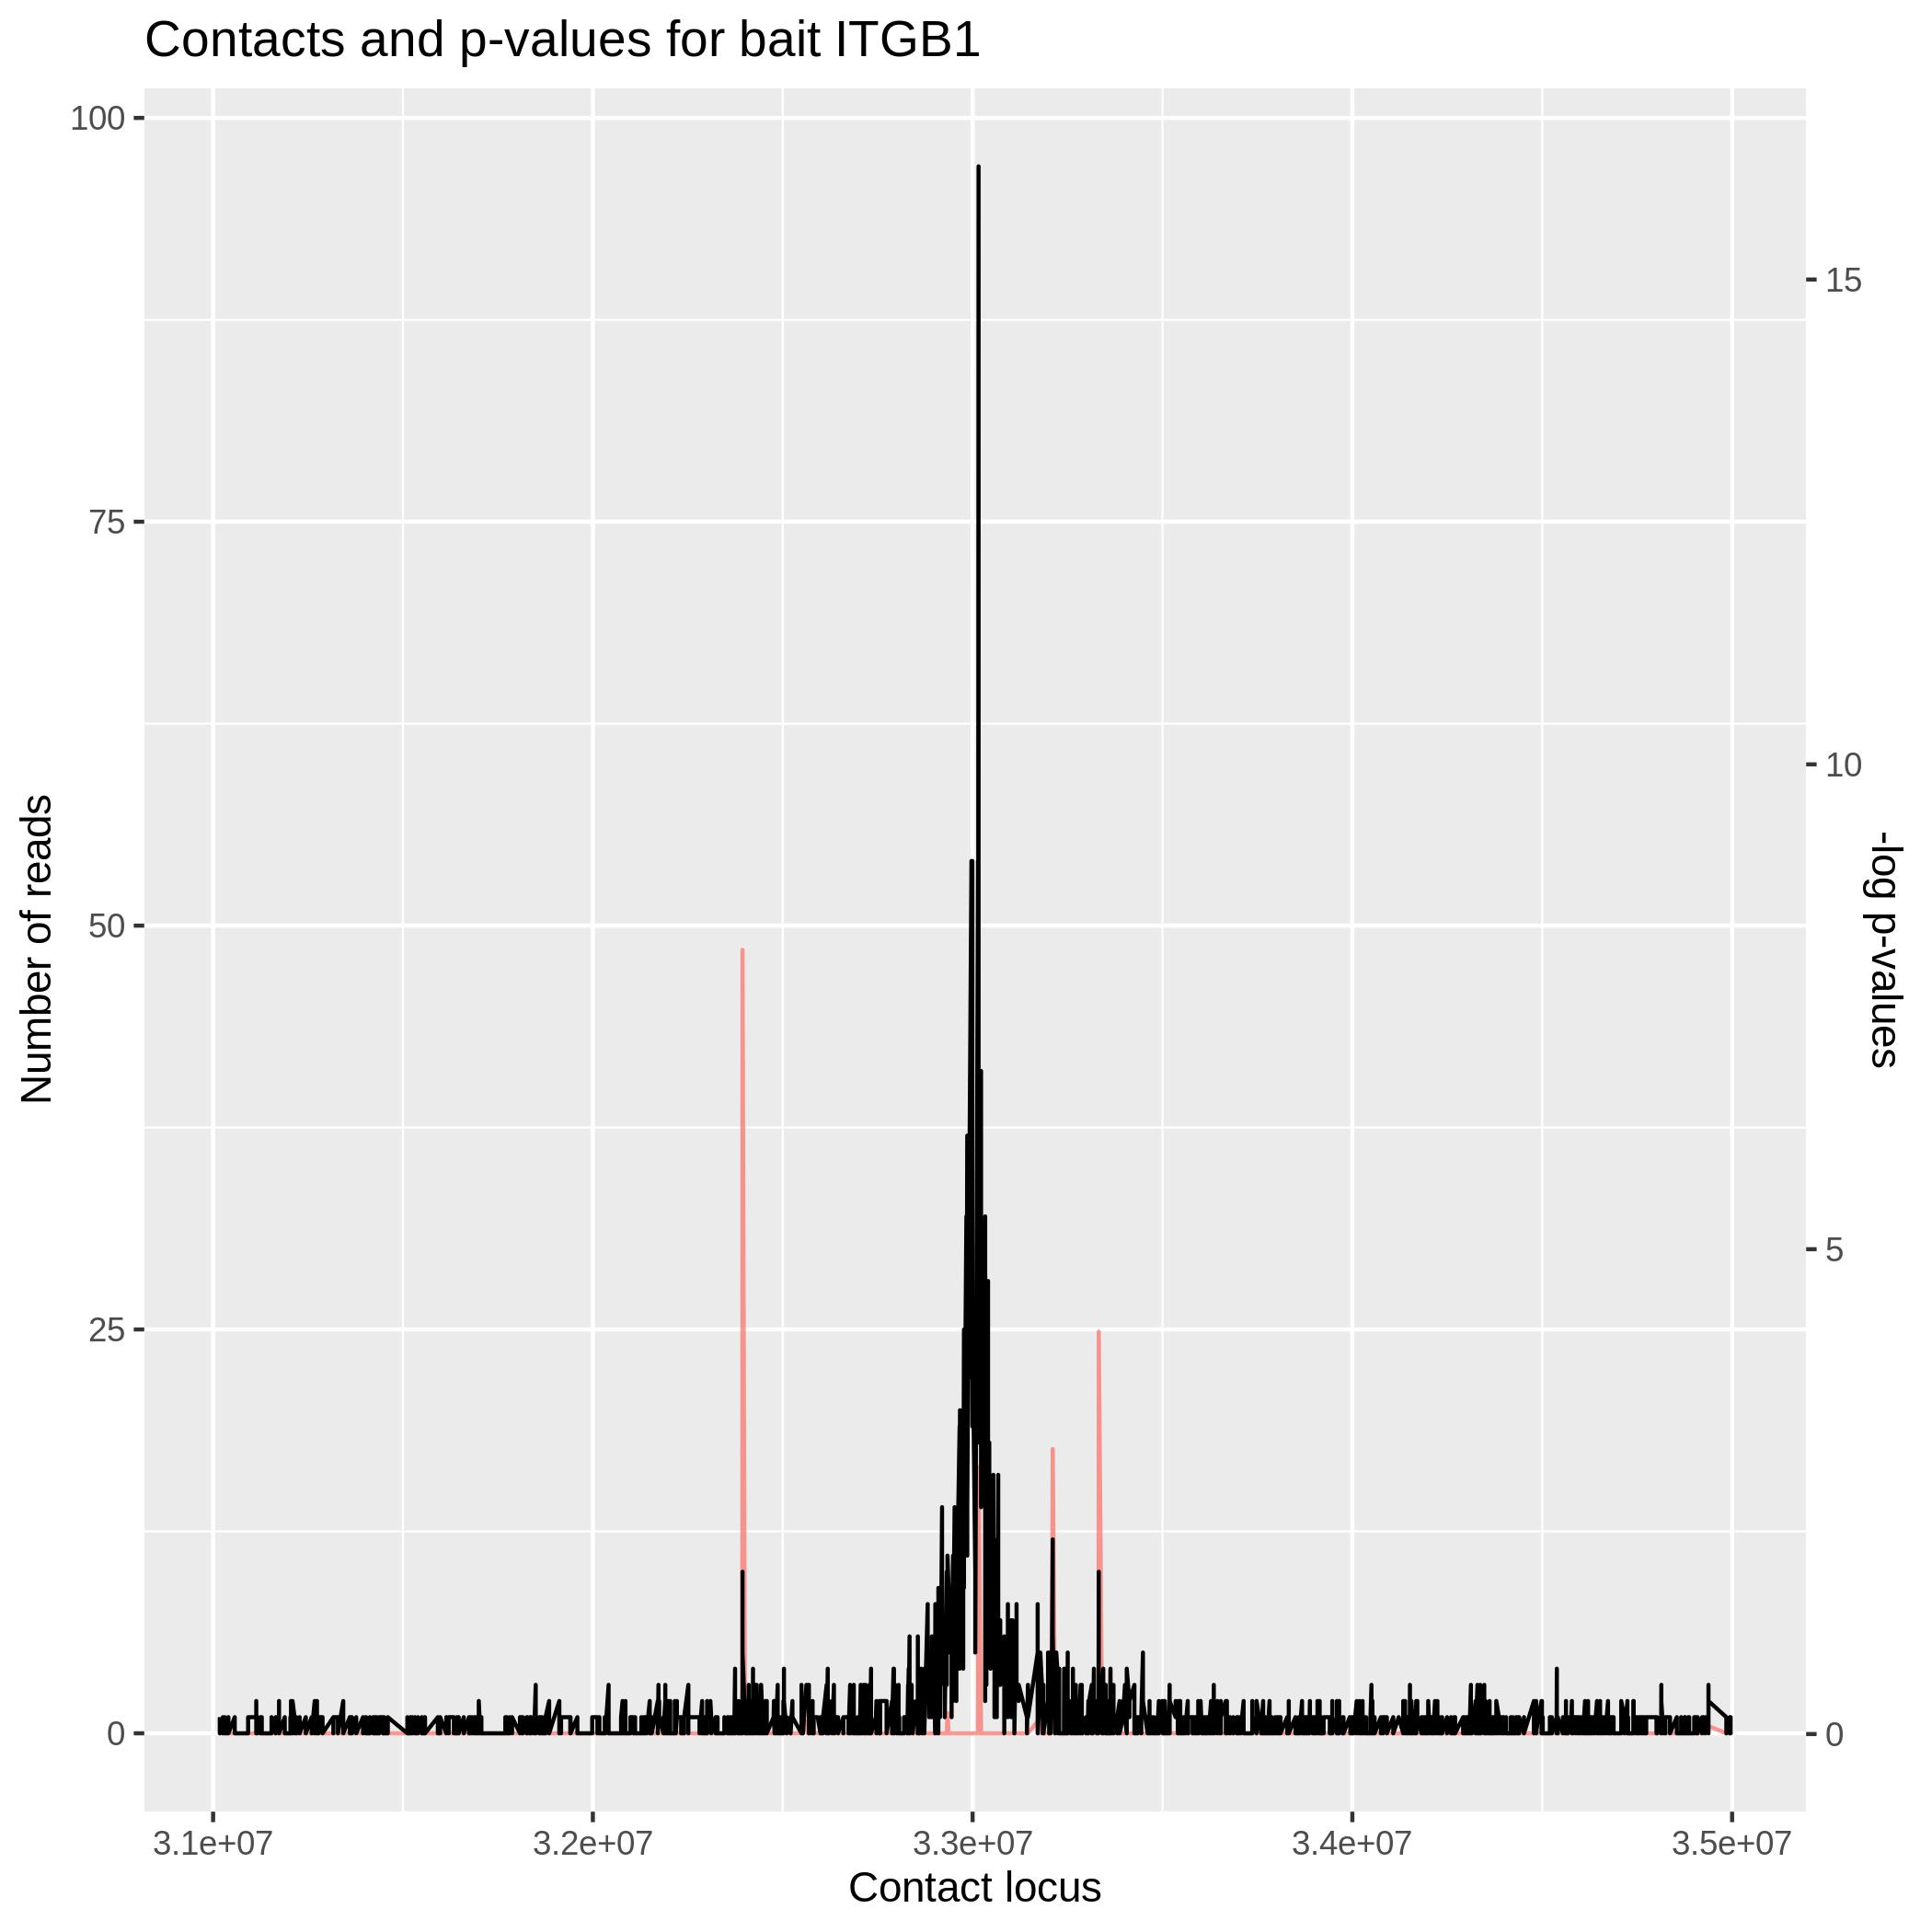 Contacts and p-values for bait ITGB1
100
75
50
25
0
Number of reads
15
10
5
0
-log p-values
3.1e+07
3.2e+07
3.3e+07
3.4e+07
3.5e+07
Contact locus